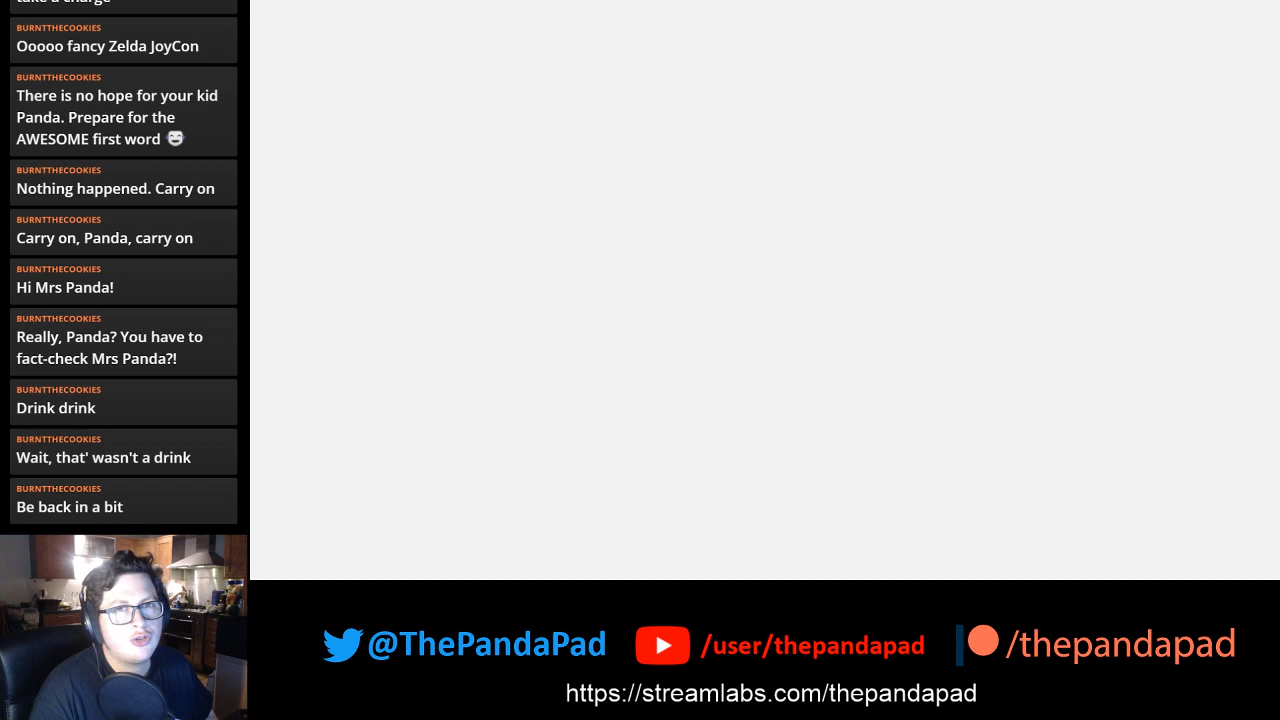 take a charge
BURNTTHECOOKIES
Ooooo fancy Zelda JoyCon
BURNTTHECOOKIES
There is no hope for your kid
Panda. Prepare for the
AWESOME first word
BURNTTHECOOKIES
Nothing happened. Carry on
BURNTTHECOOKIES
Carry on, Panda, carry on
BURNTTHECOOKIES
Hi Mrs Panda!
BURNTTHECOOKIES
Really, Panda? You have to
fact-check Mrs Panda?!
BURNTTHECOOKIES
Drink drink
BURNTTHECOOKIES
Wait, that' wasn't a drink
BURNTTHECOOKIES
Be back in a bit
@ThePandaPad /user/thepandapad /thepandapad
https://streamlabs.com/thepandapad